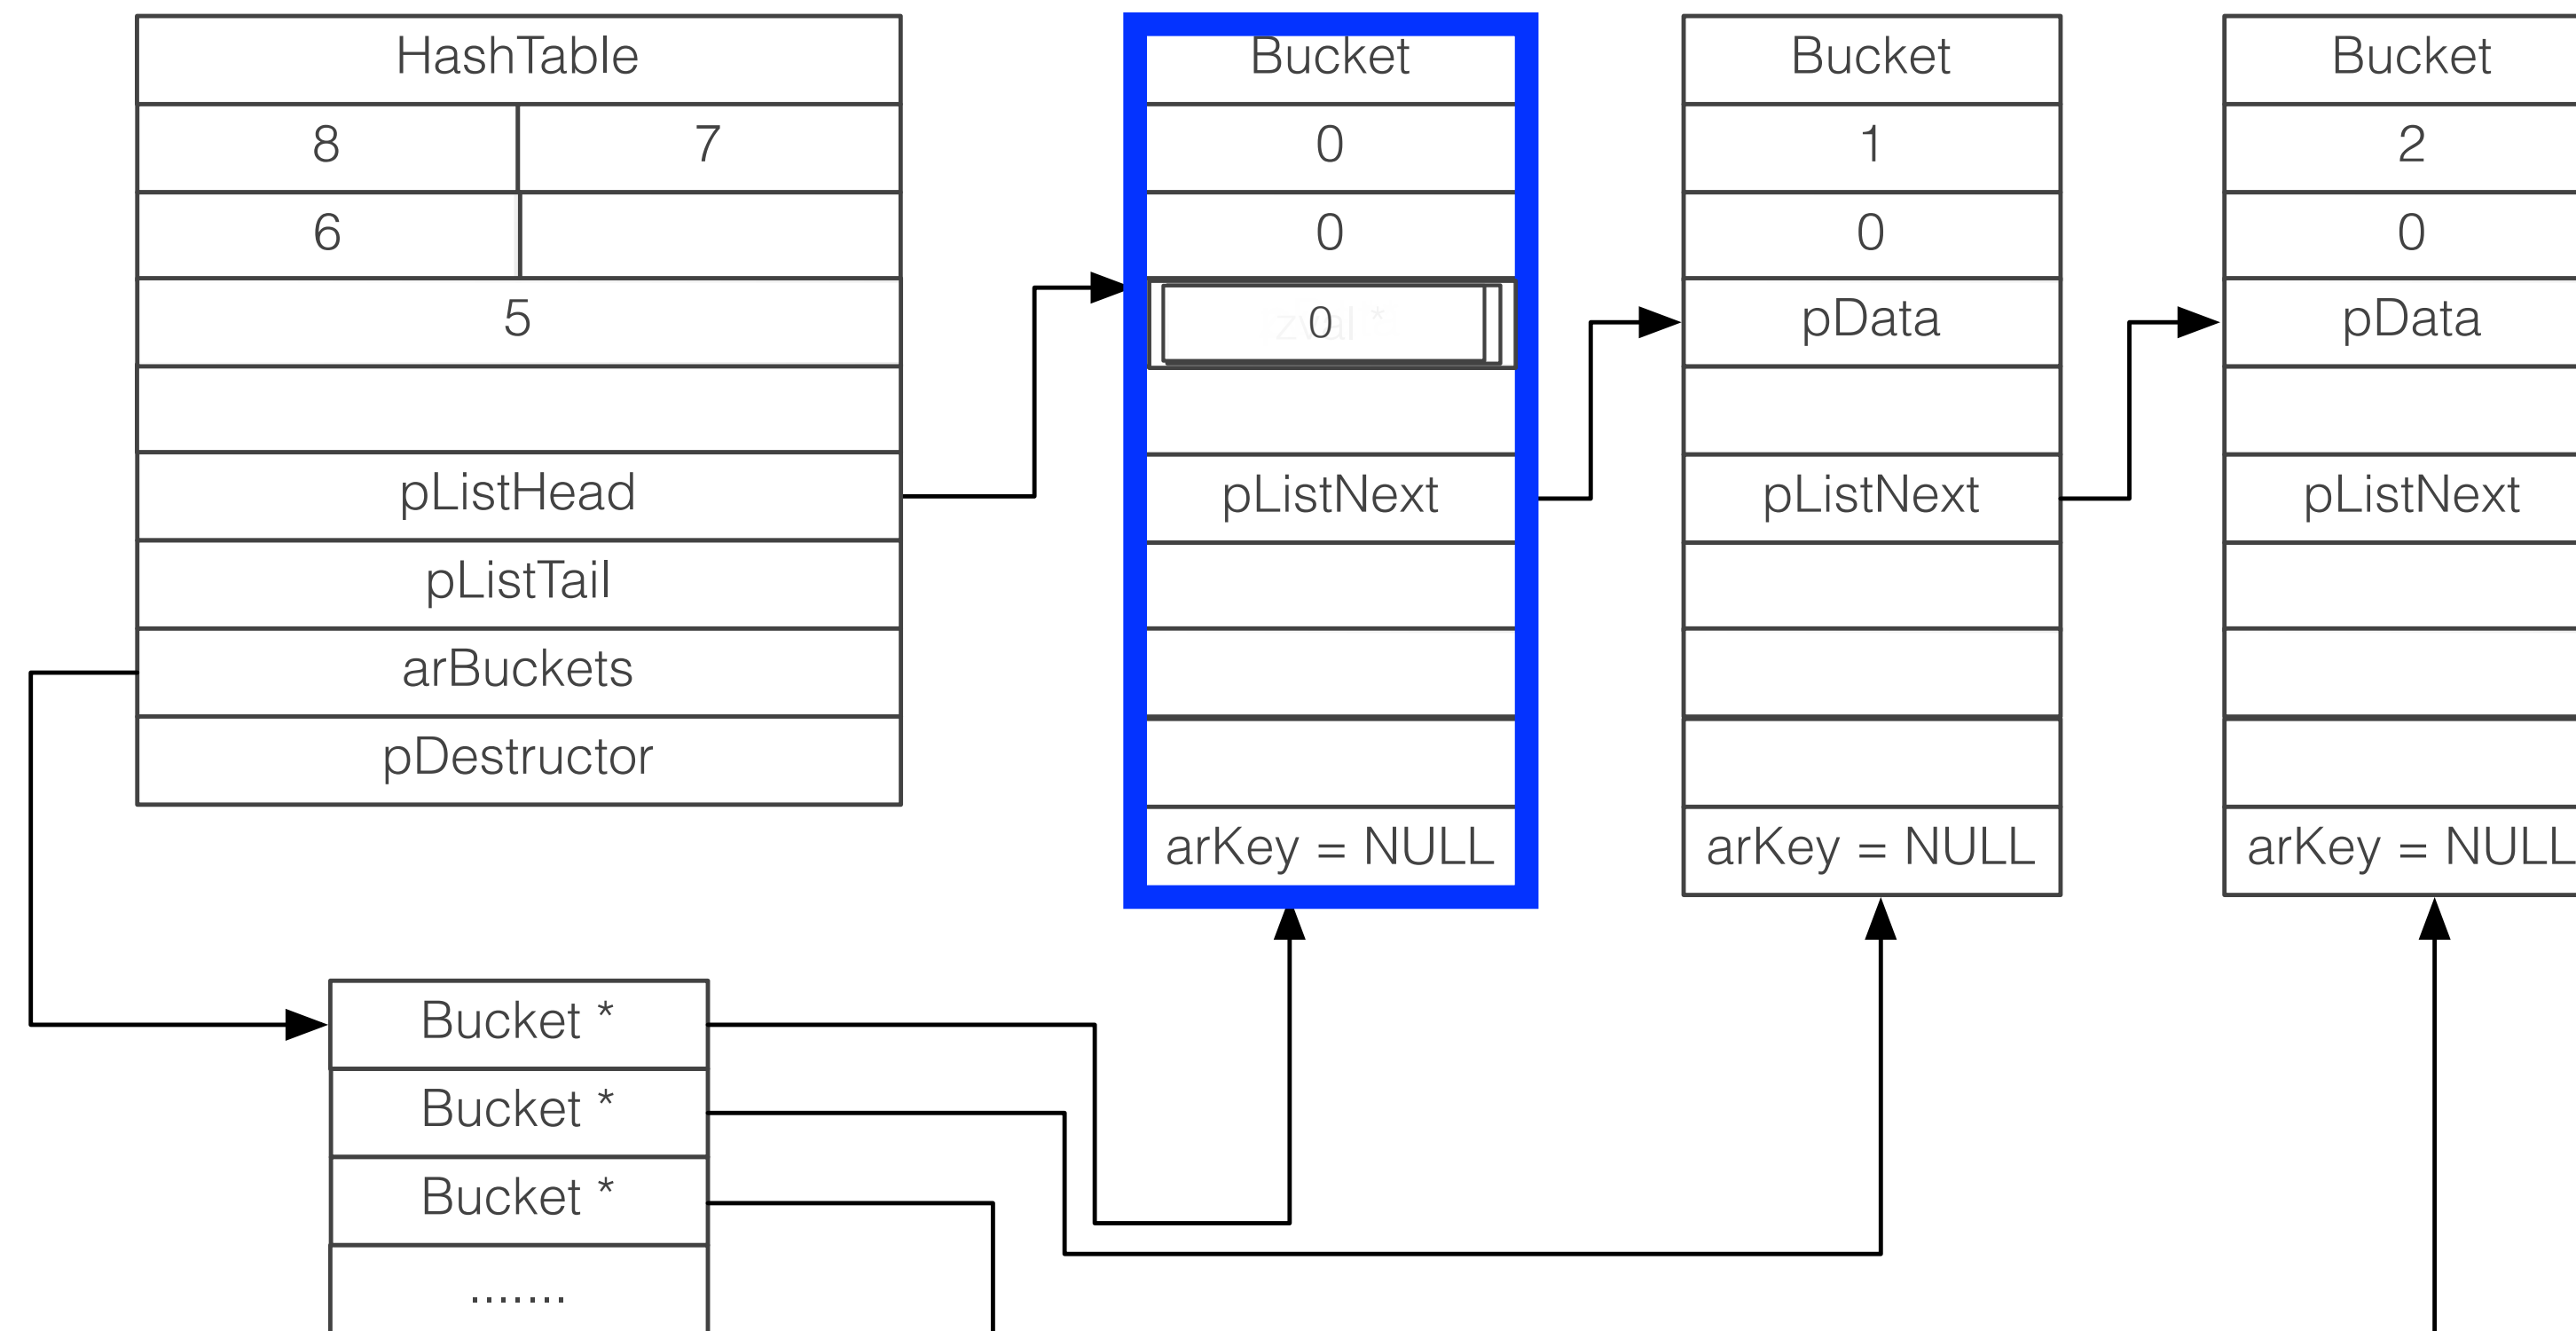 HashTable
8 7
6
5
pListHead
pListTail
arBuckets
pDestructor
Bucket
0
0
0
pListNext
arKey = NULL
Bucket
1
0
pData
pListNext
arKey = NULL
Bucket
2
0
pData
pListNext
arKey = NULL
Bucket *
Bucket *
Bucket *
.......